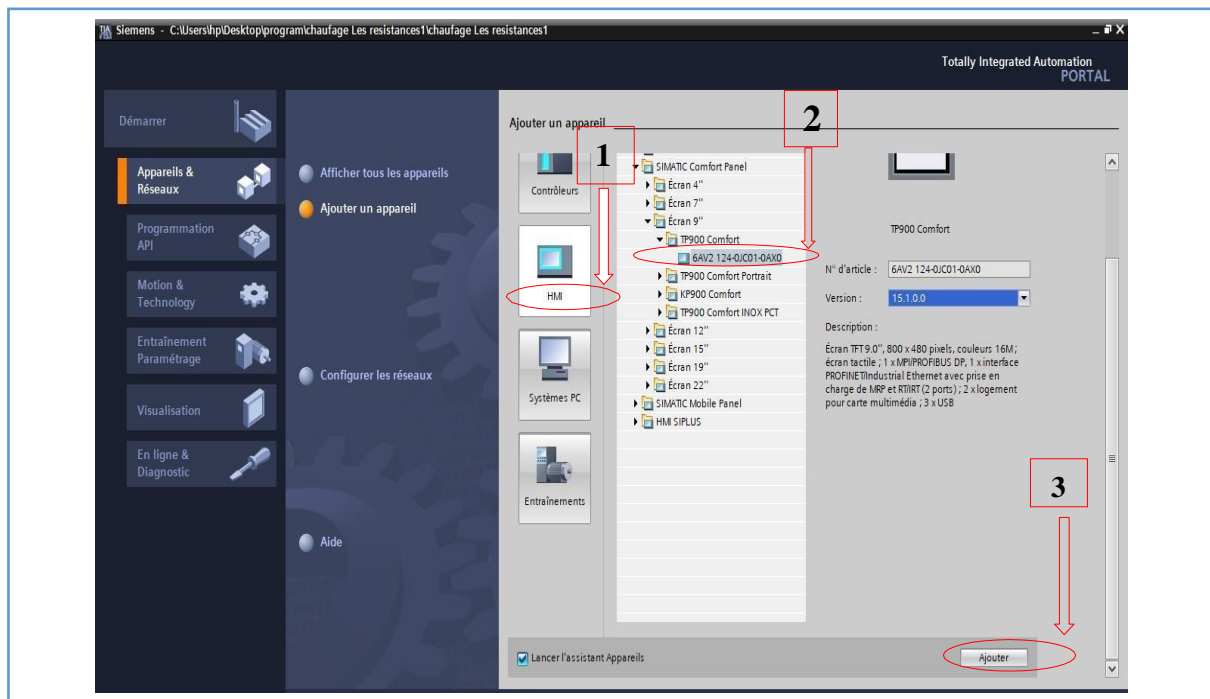 Siemens - C:\Users\hp\Desktop\program\chaufage Les resistances1\chaufage Les resistances1
Totally Integrated Automation
PORTAL
Démarrer
Appareils &
Réseaux
Programmation
API
Motion &
Technology
Entraînement
Paramétrage
Visualisation
En ligne &
Diagnostic
Afficher tous les appareils
Ajouter un appareil
Configurer les réseaux
Aide
Ajouter un appareil
1
2
3
Contrôleurs
HMI
Systèmes PC
Entraînements
SIMATIC Comfort Panel
Écran 4"
Écran 7"
Écran 9"
TP900 Comfort
6AV2 124-0JC01-0AX0
TP900 Comfort Portrait
KP900 Comfort
TP900 Comfort INOX PCT
Écran 12"
Écran 15"
Écran 19"
Écran 22"
SIMATIC Mobile Panel
HMI SIPLUS
TP900 Comfort
N° d'article : 6AV2 124-0JC01-0AX0
Version : 15.1.0.0
Description :
Écran TFT 9.0", 800 x 480 pixels, couleurs 16M ;
écran tactile ; 1 x MPI/PROFIBUS DP, 1 x interface
PROFINET/Industrial Ethernet avec prise en
charge de MRP et RT/IRT (2 ports) ; 2 x logement
pour carte multimédia ; 3 x USB
Lancer l'assistant Appareils
Ajouter